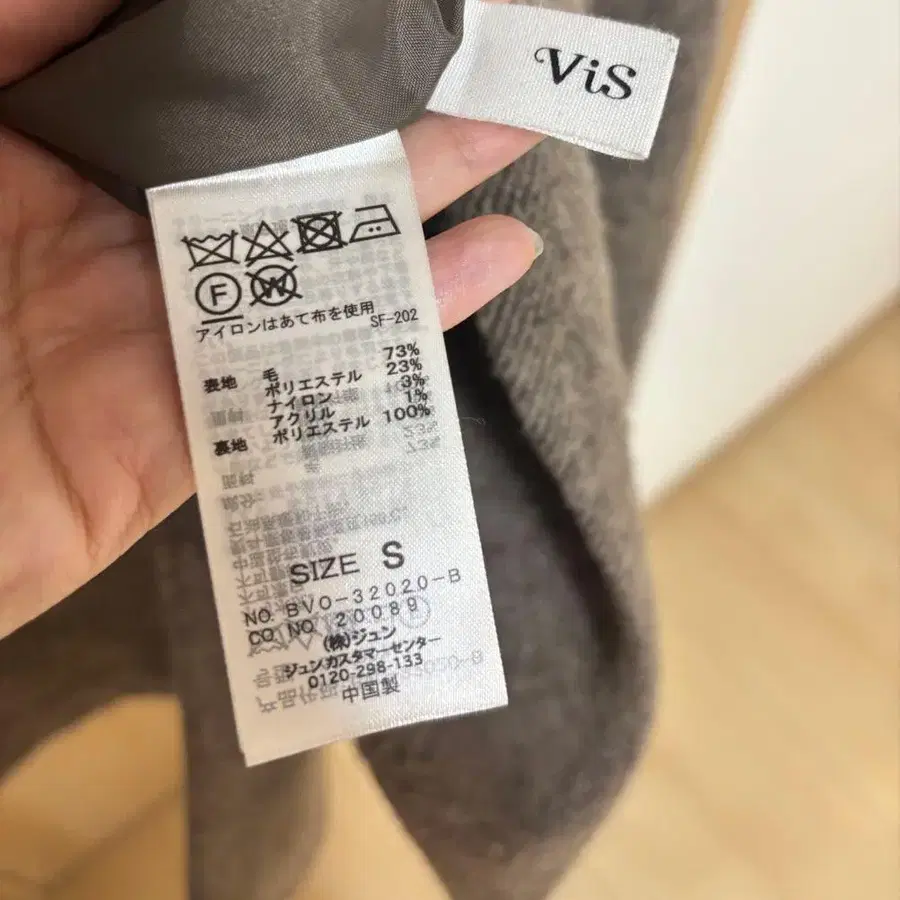 ViS
F W
アイロンはあて布を使用
SF-202
表地 毛 73%
ポリエステル 23%
ナイロン 3%
アクリル 1%
裏地 ポリエステル 100%
SIZE S
NO. BVO-32020-B
CO. NO. 20089
(株)ジュン
ジュンカスタマーセンター
0120-298-133
中国製